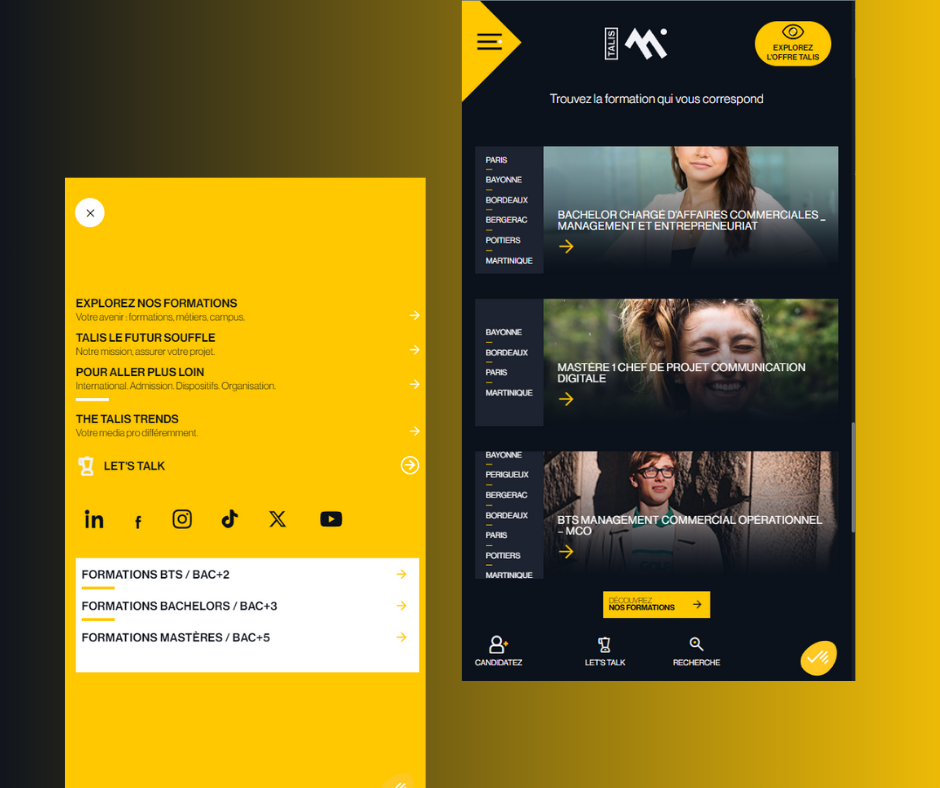 EXPLOREZ NOS FORMATIONS
Votre avenir : formations, métiers, campus.
TALIS LE FUTUR SOUFFLE
Notre mission, assurer votre projet.
POUR ALLER PLUS LOIN
International. Admission. Dispositifs. Organisation.
THE TALIS TRENDS
Votre media pro différemment.
LET'S TALK
FORMATIONS BTS / BAC+2
FORMATIONS BACHELORS / BAC+3
FORMATIONS MASTÈRES / BAC+5
TALIS
EXPLOREZ
L'OFFRE TALIS
Trouvez la formation qui vous correspond
PARIS
BAYONNE
BORDEAUX
BERGERAC
POITIERS
MARTINIQUE
BACHELOR CHARGÉ D'AFFAIRES COMMERCIALES _
MANAGEMENT ET ENTREPRENEURIAT
BAYONNE
BORDEAUX
PARIS
MARTINIQUE
MASTÈRE 1 CHEF DE PROJET COMMUNICATION
DIGITALE
BAYONNE
PERIGUEUX
BERGERAC
BORDEAUX
PARIS
POITIERS
MARTINIQUE
BTS MANAGEMENT COMMERCIAL OPÉRATIONNEL
– MCO
DÉCOUVREZ
NOS FORMATIONS
CANDIDATEZ
LET'S TALK
RECHERCHE